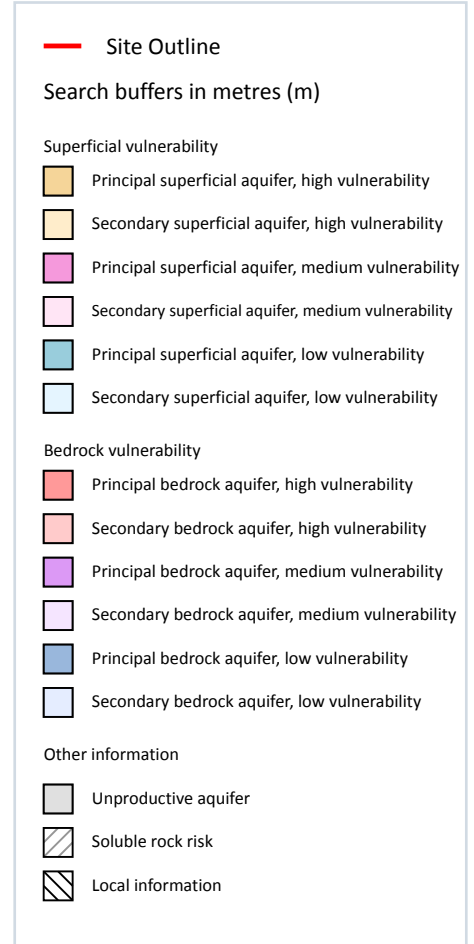 Site Outline
Search buffers in metres (m)
Superficial vulnerability
Principal superficial aquifer, high vulnerability
Secondary superficial aquifer, high vulnerability
Principal superficial aquifer, medium vulnerability
Secondary superficial aquifer, medium vulnerability
Principal superficial aquifer, low vulnerability
Secondary superficial aquifer, low vulnerability
Bedrock vulnerability
Principal bedrock aquifer, high vulnerability
Secondary bedrock aquifer, high vulnerability
Principal bedrock aquifer, medium vulnerability
Secondary bedrock aquifer, medium vulnerability
Principal bedrock aquifer, low vulnerability
Secondary bedrock aquifer, low vulnerability
Other information
Unproductive aquifer
Soluble rock risk
Local information